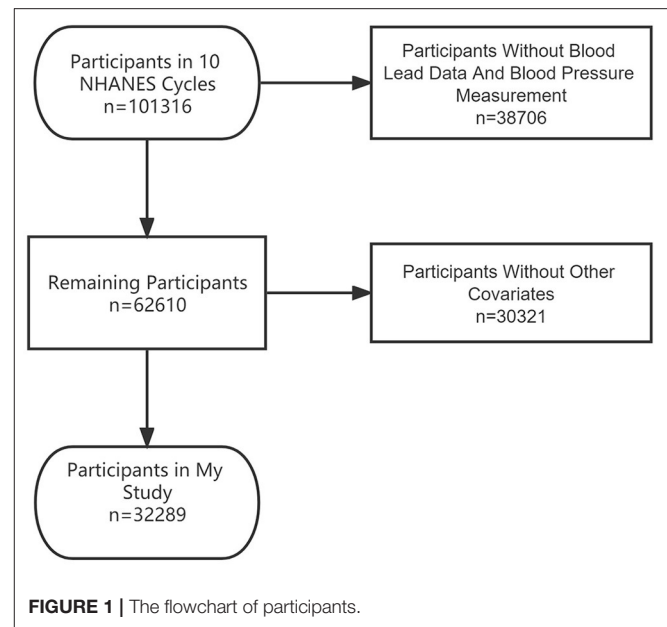 Participants in 10
NHANES Cycles
n=101316
Participants Without Blood
Lead Data And Blood Pressure
Measurement
n=38706
Remaining Participants
n=62610
Participants Without Other
Covariates
n=30321
Participants in My
Study
n=32289
FIGURE 1 | The flowchart of participants.